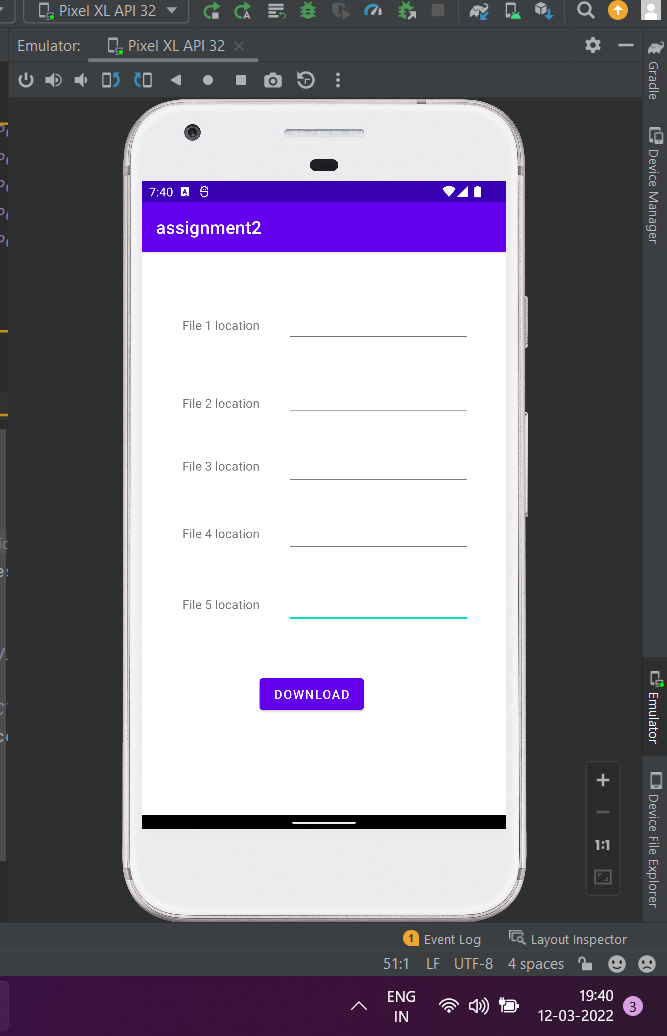 Pixel XL API 32
Emulator: Pixel XL API 32
7:40
assignment2
File 1 location
File 2 location
File 3 location
File 4 location
File 5 location
DOWNLOAD
Gradle
Device Manager
Emulator
Device File Explorer
1:1
1 Event Log Layout Inspector
51:1 LF UTF-8 4 spaces
ENG 19:40
IN 12-03-2022 3